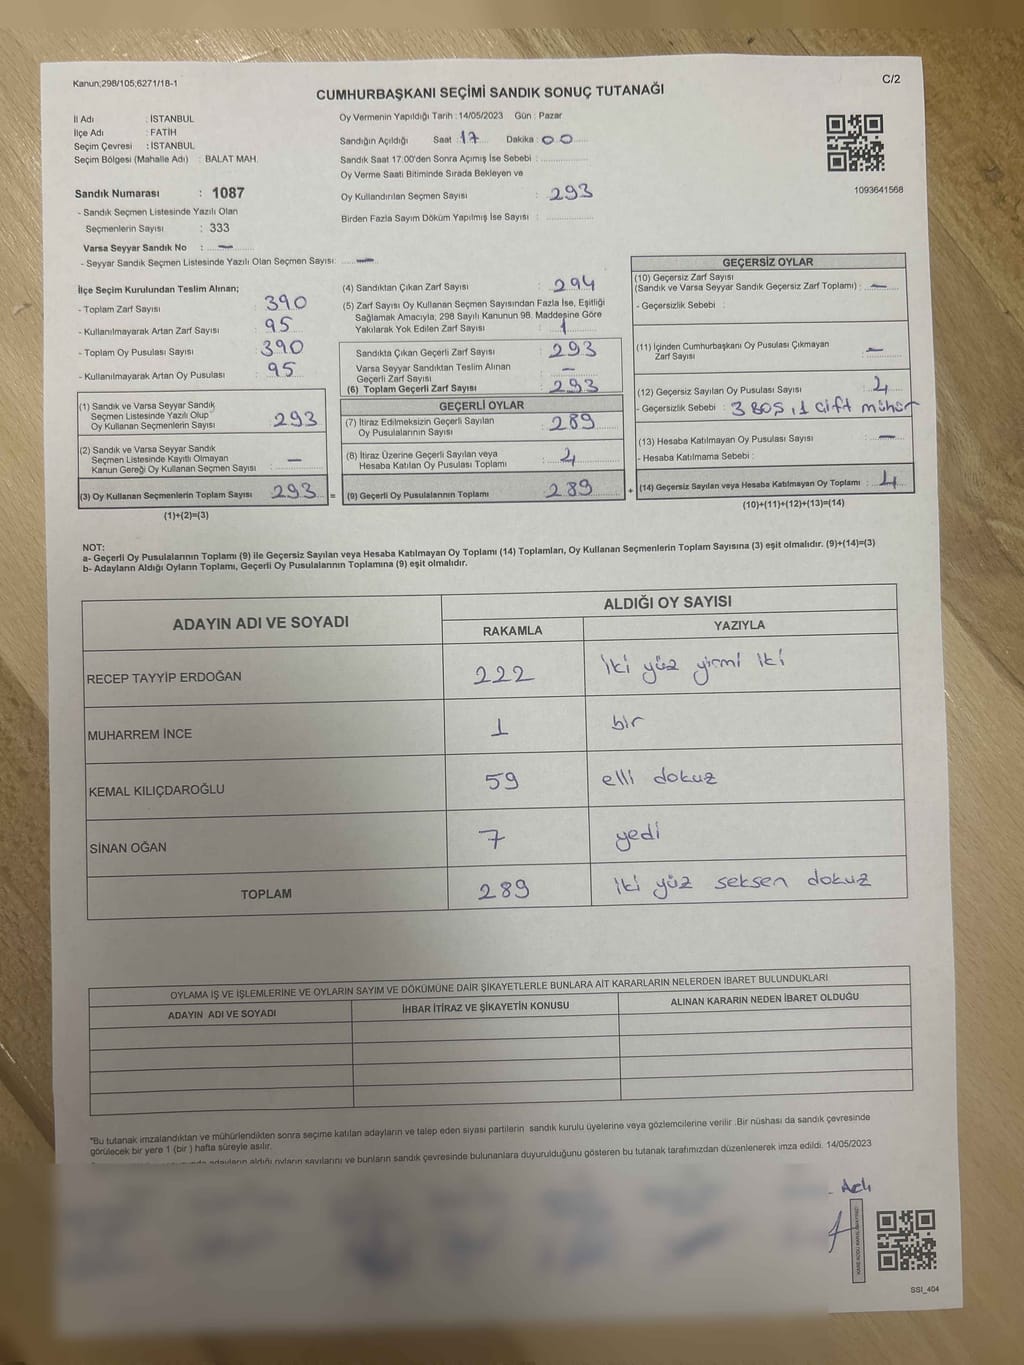 Kanun;298/105;6271/18-1
C/2
CUMHURBAŞKANI SEÇİMİ SANDIK SONUÇ TUTANAĞI
İl Adı : İSTANBUL
İlçe Adı : FATİH
Seçim Çevresi : İSTANBUL
Seçim Bölgesi (Mahalle Adı) : BALAT MAH.
Sandık Numarası : 1087
- Sandık Seçmen Listesinde Yazılı Olan
Seçmenlerin Sayısı : 333
Varsa Seyyar Sandık No : —
- Seyyar Sandık Seçmen Listesinde Yazılı Olan Seçmen Sayısı: —
Oy Vermenin Yapıldığı Tarih : 14/05/2023 Gün : Pazar
Sandığın Açıldığı Saat : 17 Dakika : 00
Sandık Saat 17:00'den Sonra Açımış İse Sebebi :
Oy Verme Saati Bitiminde Sırada Bekleyen ve
Oy Kullandırılan Seçmen Sayısı : 293
Birden Fazla Sayım Döküm Yapılmış İse Sayısı :
1093641568
İlçe Seçim Kurulundan Teslim Alınan;
- Toplam Zarf Sayısı : 390
- Kullanılmayarak Artan Zarf Sayısı : 95
- Toplam Oy Pusulası Sayısı : 390
- Kullanılmayarak Artan Oy Pusulası : 95
(1) Sandık ve Varsa Seyyar Sandık
Seçmen Listesinde Yazılı Olup
Oy Kullanan Seçmenlerin Sayısı : 293
(2) Sandık ve Varsa Seyyar Sandık
Seçmen Listesinde Kayıtlı Olmayan
Kanun Gereği Oy Kullanan Seçmen Sayısı : —
(3) Oy Kullanan Seçmenlerin Toplam Sayısı : 293 =
(1)+(2)=(3)
(4) Sandıktan Çıkan Zarf Sayısı : 294
(5) Zarf Sayısı Oy Kullanan Seçmen Sayısından Fazla İse, Eşitliği
Sağlamak Amacıyla, 298 Sayılı Kanunun 98. Maddesine Göre
Yakılarak Yok Edilen Zarf Sayısı : 1
Sandıkta Çıkan Geçerli Zarf Sayısı : 293
Varsa Seyyar Sandıktan Teslim Alınan
Geçerli Zarf Sayısı : —
(6) Toplam Geçerli Zarf Sayısı : 293
GEÇERLİ OYLAR
(7) İtiraz Edilmeksizin Geçerli Sayılan
Oy Pusulalarının Sayısı : 289
(8) İtiraz Üzerine Geçerli Sayılan veya
Hesaba Katılan Oy Pusulası Toplamı : 4
(9) Geçerli Oy Pusulalarının Toplamı : 289 +
GEÇERSİZ OYLAR
(10) Geçersiz Zarf Sayısı
(Sandık ve Varsa Seyyar Sandık Geçersiz Zarf Toplamı) : —
- Geçersizlik Sebebi :
(11) İçinden Cumhurbaşkanı Oy Pusulası Çıkmayan
Zarf Sayısı : —
(12) Geçersiz Sayılan Oy Pusulası Sayısı : 4
- Geçersizlik Sebebi : 3 BOŞ, 1 çift mühür
(13) Hesaba Katılmayan Oy Pusulası Sayısı : —
- Hesaba Katılmama Sebebi :
(14) Geçersiz Sayılan veya Hesaba Katılmayan Oy Toplamı : 4
(10)+(11)+(12)+(13)=(14)
NOT:
a- Geçerli Oy Pusulalarının Toplamı (9) ile Geçersiz Sayılan veya Hesaba Katılmayan Oy Toplamı (14) Toplamları, Oy Kullanan Seçmenlerin Toplam Sayısına (3) eşit olmalıdır. (9)+(14)=(3)
b- Adayların Aldığı Oyların Toplamı, Geçerli Oy Pusulalarının Toplamına (9) eşit olmalıdır.
ADAYIN ADI VE SOYADI ALDIĞI OY SAYISI
RAKAMLA YAZIYLA
RECEP TAYYİP ERDOĞAN 222 iki yüz yirmi iki
MUHARREM İNCE 1 bir
KEMAL KILIÇDAROĞLU 59 elli dokuz
SİNAN OĞAN 7 yedi
TOPLAM 289 iki yüz seksen dokuz
OYLAMA İŞ VE İŞLEMLERİNE VE OYLARIN SAYIM VE DÖKÜMÜNE DAİR ŞİKAYETLERLE BUNLARA AİT KARARLARIN NELERDEN İBARET BULUNDUKLARI
ADAYIN ADI VE SOYADI İHBAR İTİRAZ VE ŞİKAYETİN KONUSU ALINAN KARARIN NEDEN İBARET OLDUĞU
"Bu tutanak imzalandıktan ve mühürlendikten sonra seçime katılan adayların ve talep eden siyasi partilerin sandık kurulu üyelerine veya gözlemcilerine verilir .Bir nüshası da sandık çevresinde
görülecek bir yere 1 (bir ) hafta süreyle asılır.
adayların aldığı oyların sayılarını ve bunların sandık çevresinde bulunanlara duyurulduğunu gösteren bu tutanak tarafımızdan düzenlenerek imza edildi. 14/05/2023
SSI_404